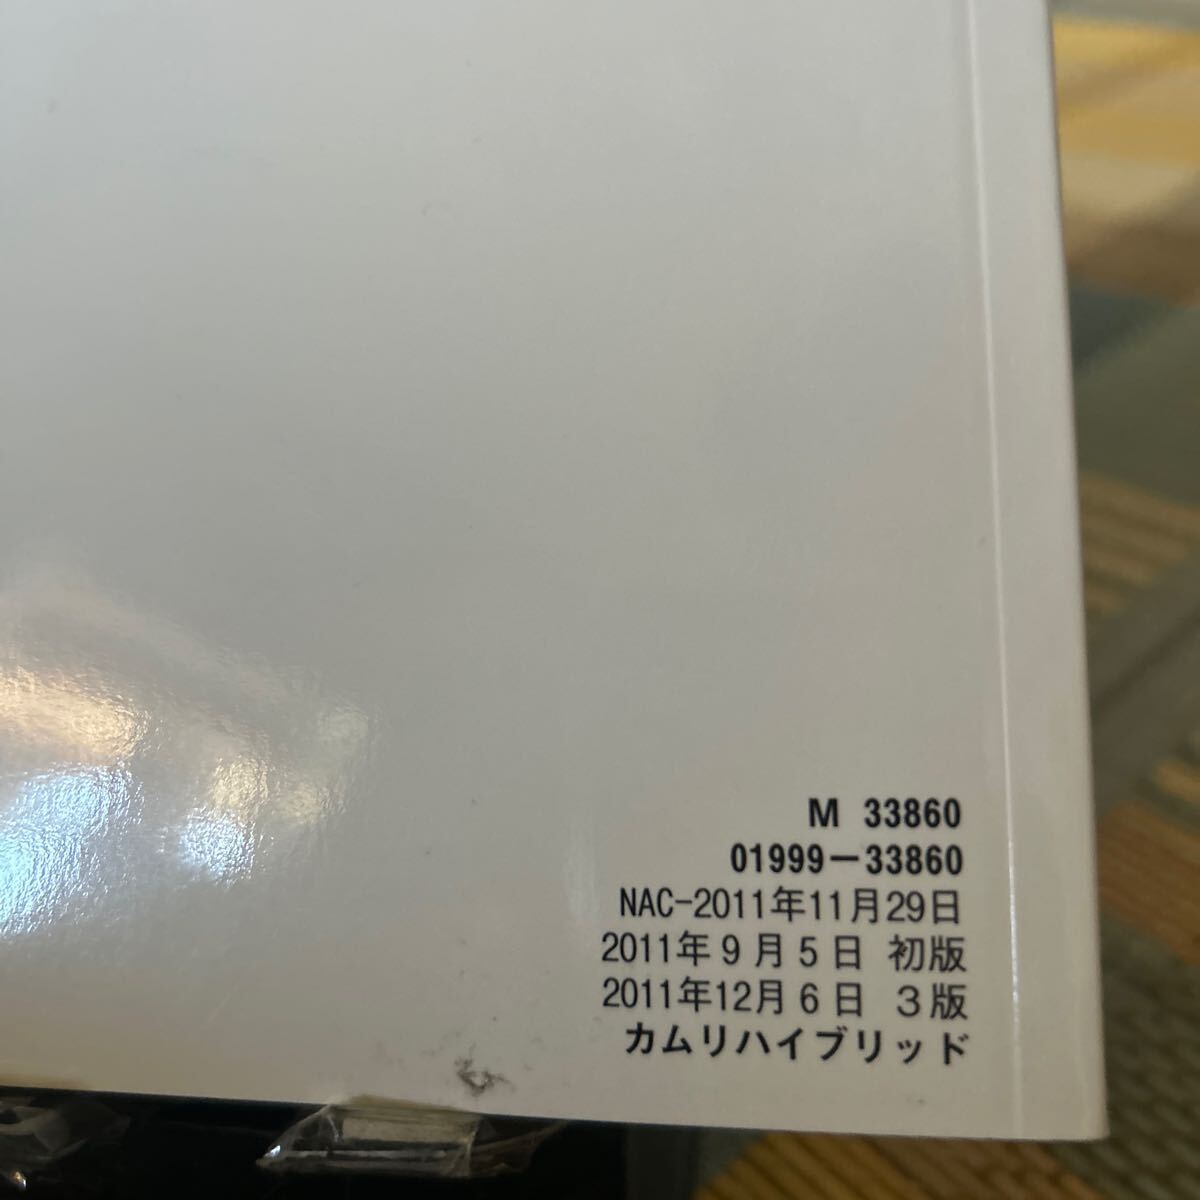 M 33860
01999-33860
NAC-2011年11月29日
2011年9月5日 初版
2011年12月6日 3版
カムリハイブリッド